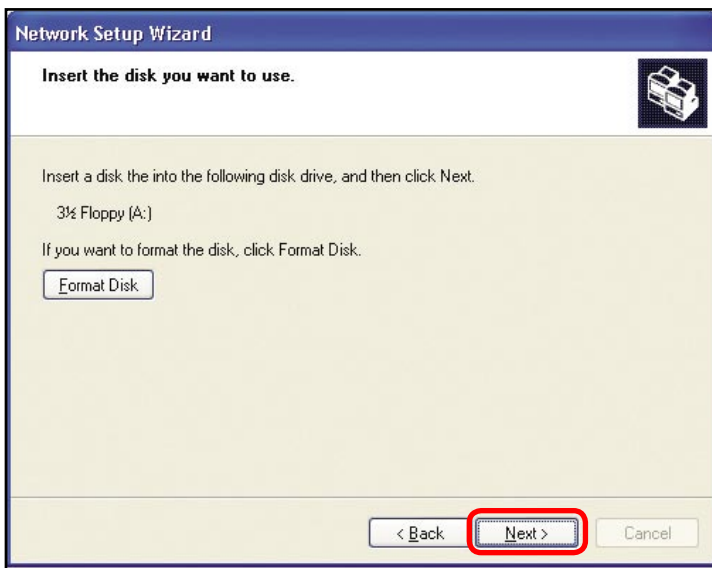 Network Setup Wizard
Insert the disk you want to use.
Insert a disk the into the following disk drive, and then click Next.
3½ Floppy (A:)
If you want to format the disk, click Format Disk.
Format Disk
< Back Next > Cancel